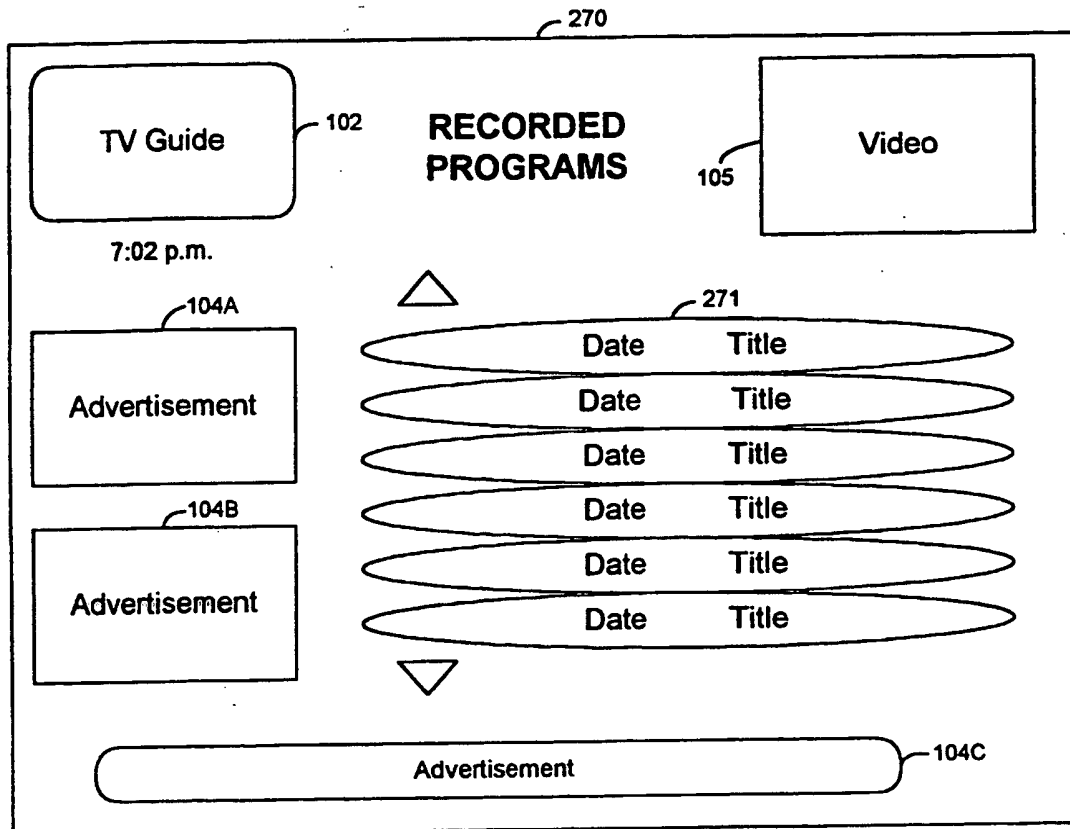 270
TV Guide
102
RECORDED
PROGRAMS
105
Video
7:02 p.m.
104A
Advertisement
271
Date Title
Date Title
Date Title
Date Title
Date Title
Date Title
104B
Advertisement
Advertisement
104C